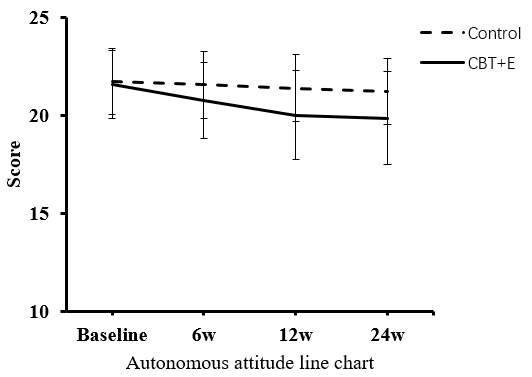 25
20
15
10
Score
Control
CBT+E
Baseline 6w 12w 24w
Autonomous attitude line chart